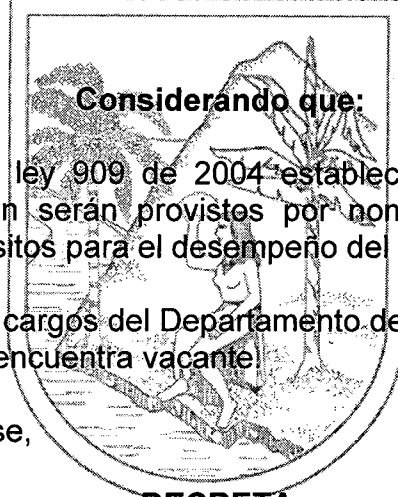 Considerando que:
ley 909 de 2004 establec
n serán provistos por nom
sitos para el desempeño del
cargos del Departamento de
encuentra vacante.
se,
DECRETA